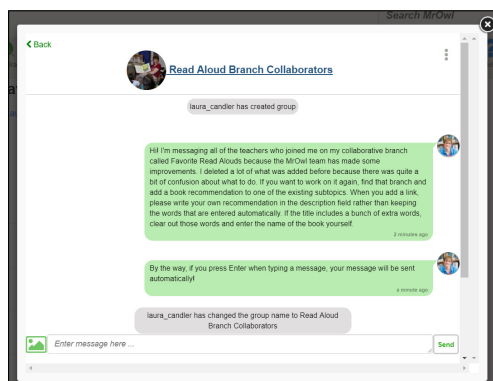 Search MrOwl
Back
Read Aloud Branch Collaborators
laura_candler has created group
Hi! I'm messaging all of the teachers who joined me on my collaborative branch
called Favorite Read Alouds because the MrOwl team has made some
improvements. I deleted a lot of what was added before because there was quite a
bit of confusion about what to do. If you want to work on it again, find that branch and
add a book recommendation to one of the existing subtopics. When you add a link,
please write your own recommendation in the description field rather than keeping
the words that are entered automatically. If the title includes a bunch of extra words,
clear out those words and enter the name of the book yourself.
2 minutes ago
By the way, if you press Enter when typing a message, your message will be sent
automatically!
a minute ago
laura_candler has changed the group name to Read Aloud
Branch Collaborators
Enter message here ...
Send